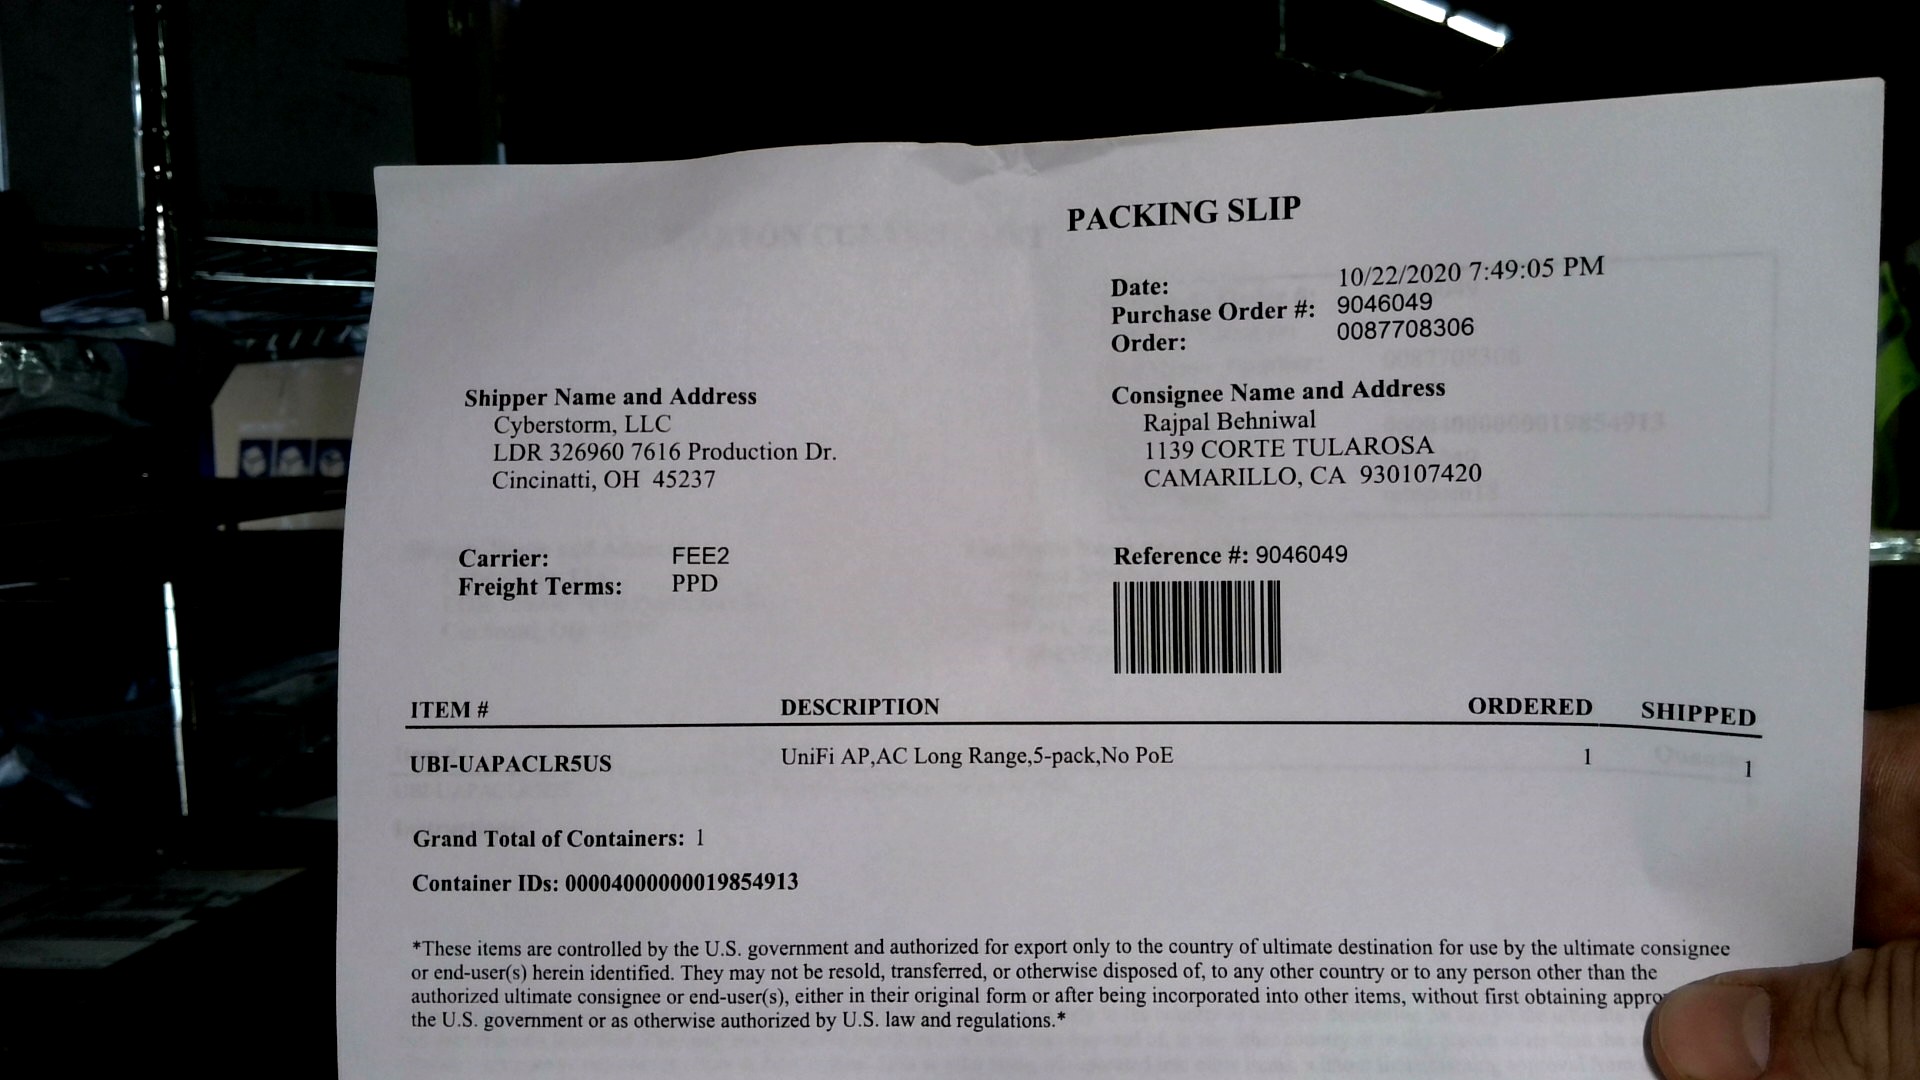 PACKING SLIP
Date: 10/22/2020 7:49:05 PM
Purchase Order #: 9046049
Order: 0087708306
Shipper Name and Address
Cyberstorm, LLC
LDR 326960 7616 Production Dr.
Cincinatti, OH 45237
Consignee Name and Address
Rajpal Behniwal
1139 CORTE TULAROSA
CAMARILLO, CA 930107420
Carrier: FEE2
Freight Terms: PPD
Reference #: 9046049
ITEM # DESCRIPTION ORDERED SHIPPED
UBI-UAPACLR5US UniFi AP,AC Long Range,5-pack,No PoE 1 1
Grand Total of Containers: 1
Container IDs: 00004000000019854913
*These items are controlled by the U.S. government and authorized for export only to the country of ultimate destination for use by the ultimate consignee
or end-user(s) herein identified. They may not be resold, transferred, or otherwise disposed of, to any other country or to any person other than the
authorized ultimate consignee or end-user(s), either in their original form or after being incorporated into other items, without first obtaining
the U.S. government or as otherwise authorized by U.S. law and regulations.*